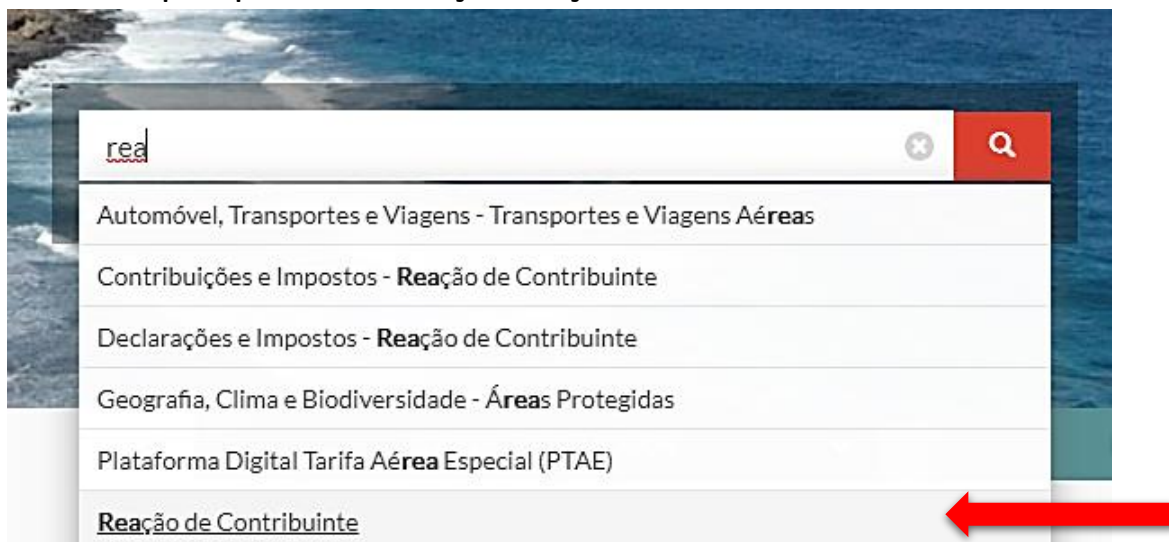 rea
Automóvel, Transportes e Viagens - Transportes e Viagens Aéreas
Contribuições e Impostos - Reação de Contribuinte
Declarações e Impostos - Reação de Contribuinte
Geografia, Clima e Biodiversidade - Áreas Protegidas
Plataforma Digital Tarifa Aérea Especial (PTAE)
Reação de Contribuinte